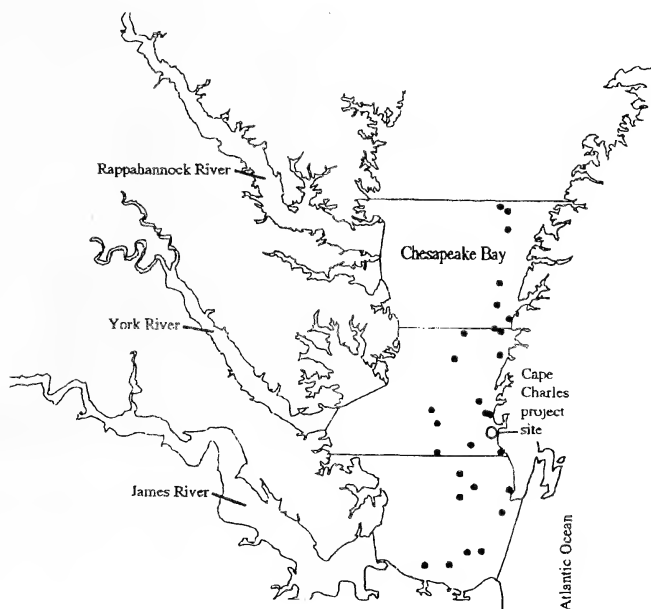 Rappahannock River
Chesapeake Bay
York River
Cape
Charles
project
site
James River
Atlantic Ocean